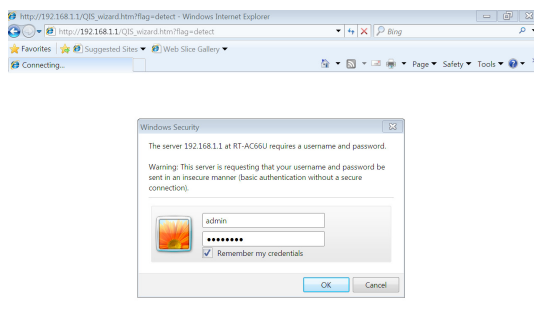 http://192.168.1.1/QIS_wizard.htm?flag=detect - Windows Internet Explorer
http://192.168.1.1/QIS_wizard.htm?flag=detect
Bing
Favorites Suggested Sites Web Slice Gallery
Connecting... Page Safety Tools
Windows Security
The server 192.168.1.1 at RT-AC66U requires a username and password.
Warning: This server is requesting that your username and password be
sent in an insecure manner (basic authentication without a secure
connection).
admin
●●●●●●●●
Remember my credentials
OK Cancel